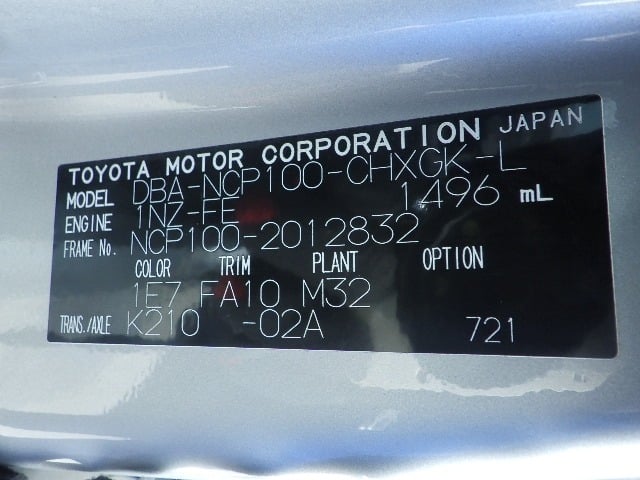 TOYOTA MOTOR CORPORATION JAPAN
MODEL DBA-NCP100-CHXGK-L
ENGINE 1NZ-FE 1496 mL
FRAME No. NCP100-2012832
COLOR TRIM PLANT OPTION
1E7 FA10 M32
TRANS./AXLE K210 -02A 721